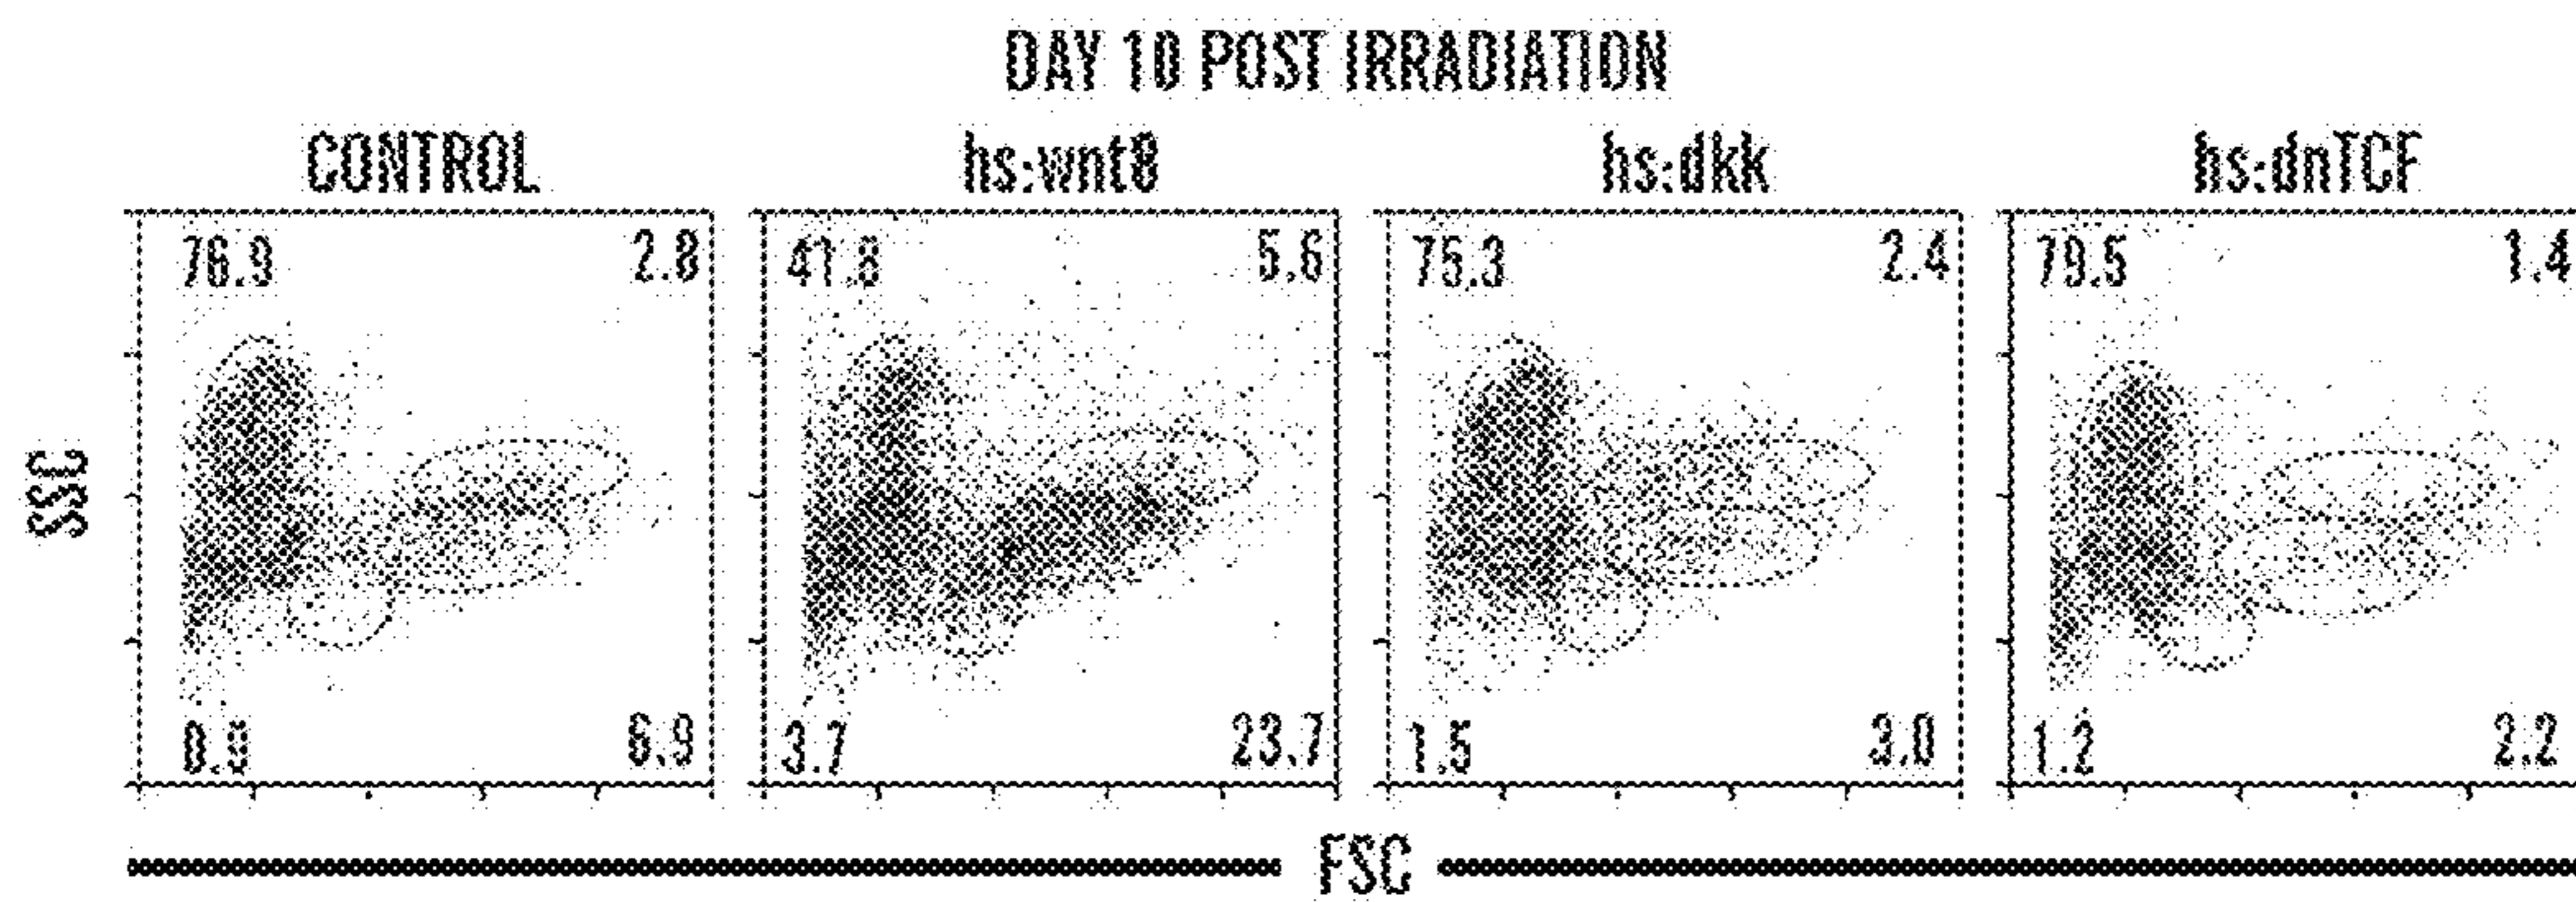 DAY 10 POST IRRADIATION
CONTROL hs:wnt8 hs:dkk hs:dnTCF
76.9 2.8 41.8 5.6 75.3 2.4 79.5 1.4
SSC
0.9 6.9 3.7 23.7 1.5 3.0 1.2 2.2
FSC